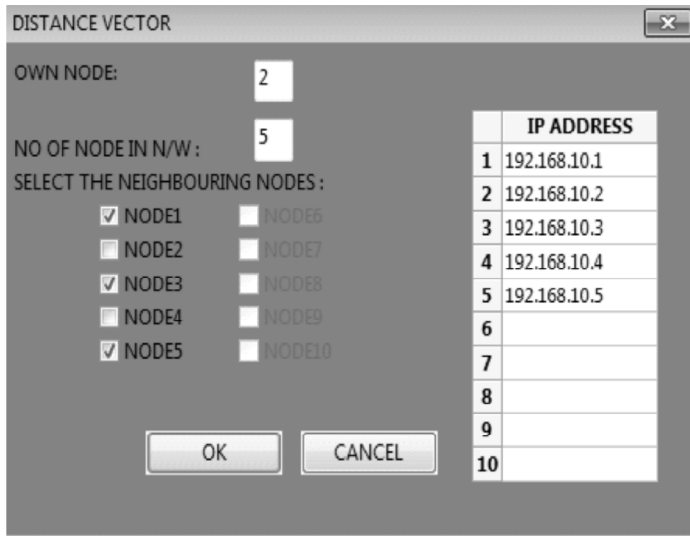 DISTANCE VECTOR
OWN NODE: 2
NO OF NODE IN N/W : 5
SELECT THE NEIGHBOURING NODES :
NODE1 NODE6
NODE2 NODE7
NODE3 NODE8
NODE4 NODE9
NODE5 NODE10
OK CANCEL
IP ADDRESS
1 192.168.10.1
2 192.168.10.2
3 192.168.10.3
4 192.168.10.4
5 192.168.10.5
6
7
8
9
10